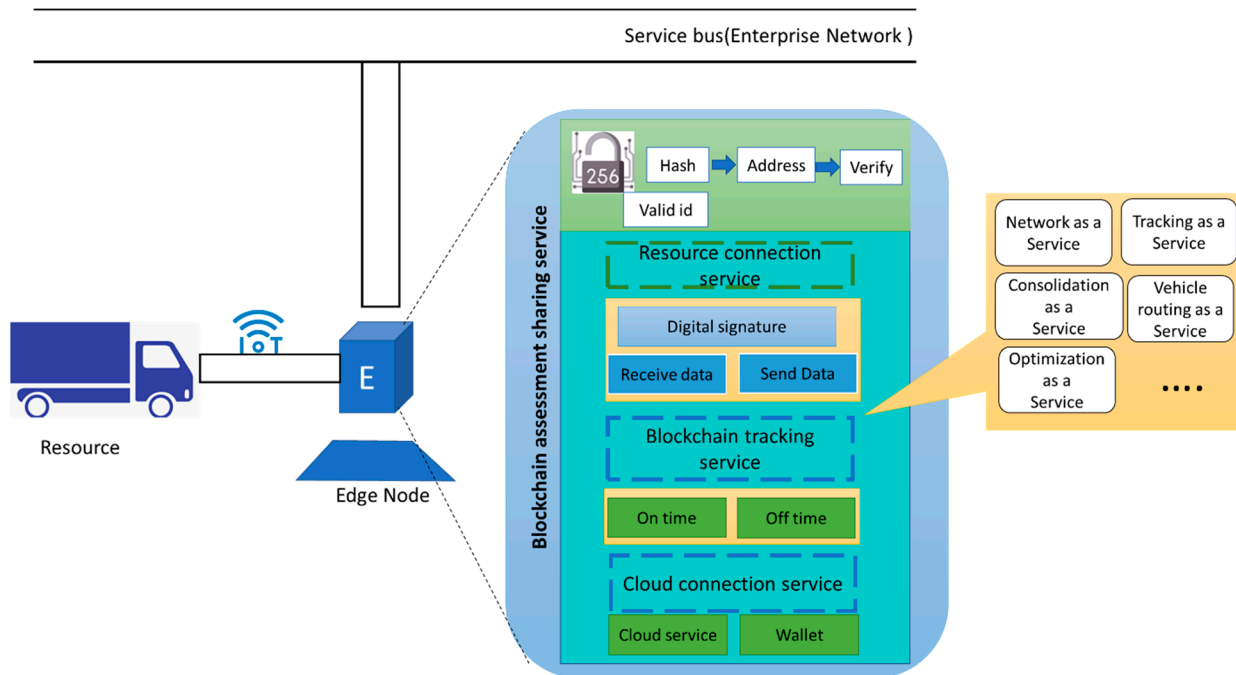 Service bus(Enterprise Network )
256
Hash
Address
Verify
Valid id
Blockchain assessment sharing service
Resource connection
service
Digital signature
Receive data
Send Data
Blockchain tracking
service
On time
Off time
Cloud connection service
Cloud service
Wallet
Network as a
Service
Tracking as a
Service
Consolidation
as a
Service
Vehicle
routing as a
Service
Optimization
as a
Service
....
IOT
E
Resource
Edge Node